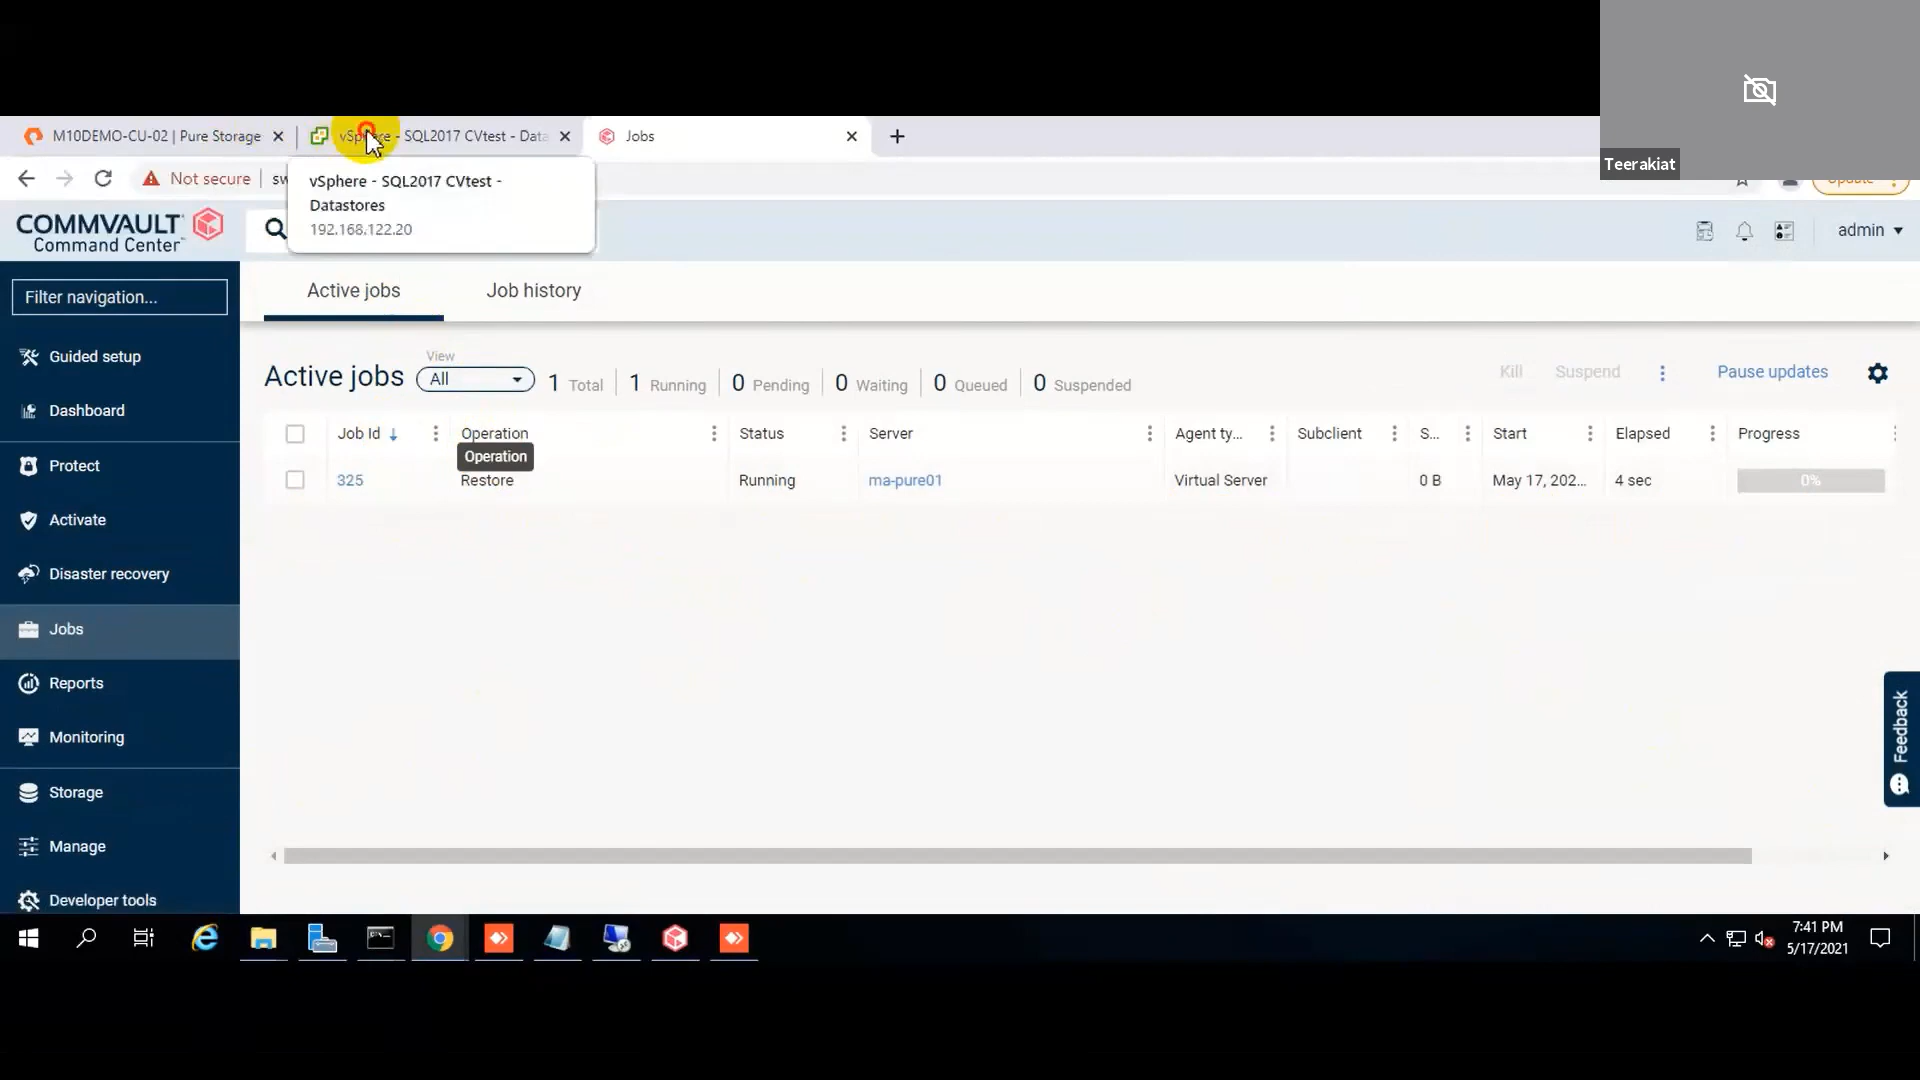 M10DEMO-CU-02 | Pure Storage
vSphere - SQL2017 CVtest - Data
Jobs
Teerakiat
Not secure
sw
vSphere - SQL2017 CVtest -
Datastores
192.168.122.20
COMMVAULT
Command Center™
admin
Filter navigation...
Guided setup
Dashboard
Protect
Activate
Disaster recovery
Jobs
Reports
Monitoring
Storage
Manage
Developer tools
Active jobs
Job history
Active jobs
View
All
1 Total
1 Running
0 Pending
0 Waiting
0 Queued
0 Suspended
Kill
Suspend
Pause updates
Job Id
Operation
Status
Server
Agent ty...
Subclient
S...
Start
Elapsed
Progress
Operation
325
Restore
Running
ma-pure01
Virtual Server
0 B
May 17, 202...
4 sec
0%
Feedback
7:41 PM
5/17/2021